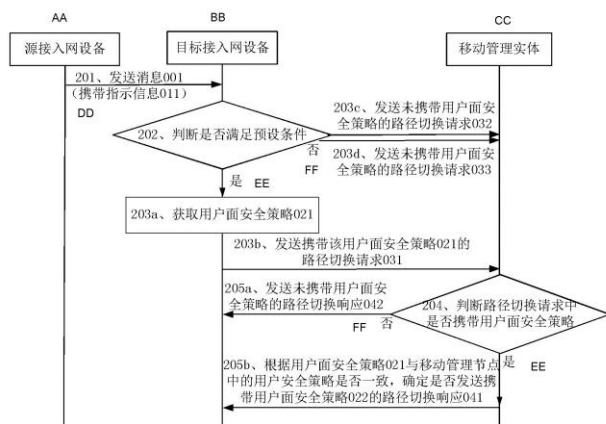 AA
BB
CC
源接入网设备
目标接入网设备
移动管理实体
201、发送消息001
（携带指示信息011）
DD
202、判断是否满足预设条件
203c、发送未携带用户面安
全策略的路径切换请求032
否
FF
203d、发送未携带用户面安
全策略的路径切换请求033
是
EE
203a、获取用户面安全策略021
203b、发送携带该用户面安全策略021的
路径切换请求031
205a、发送未携带用户面安
全策略的路径切换响应042
204、判断路径切换请求中
是否携带用户面安全策略
FF
否
205b、根据用户面安全策略021与移动管理节点
中的用户安全策略是否一致，确定是否发送携
带用户面安全策略022的路径切换响应041
是
EE